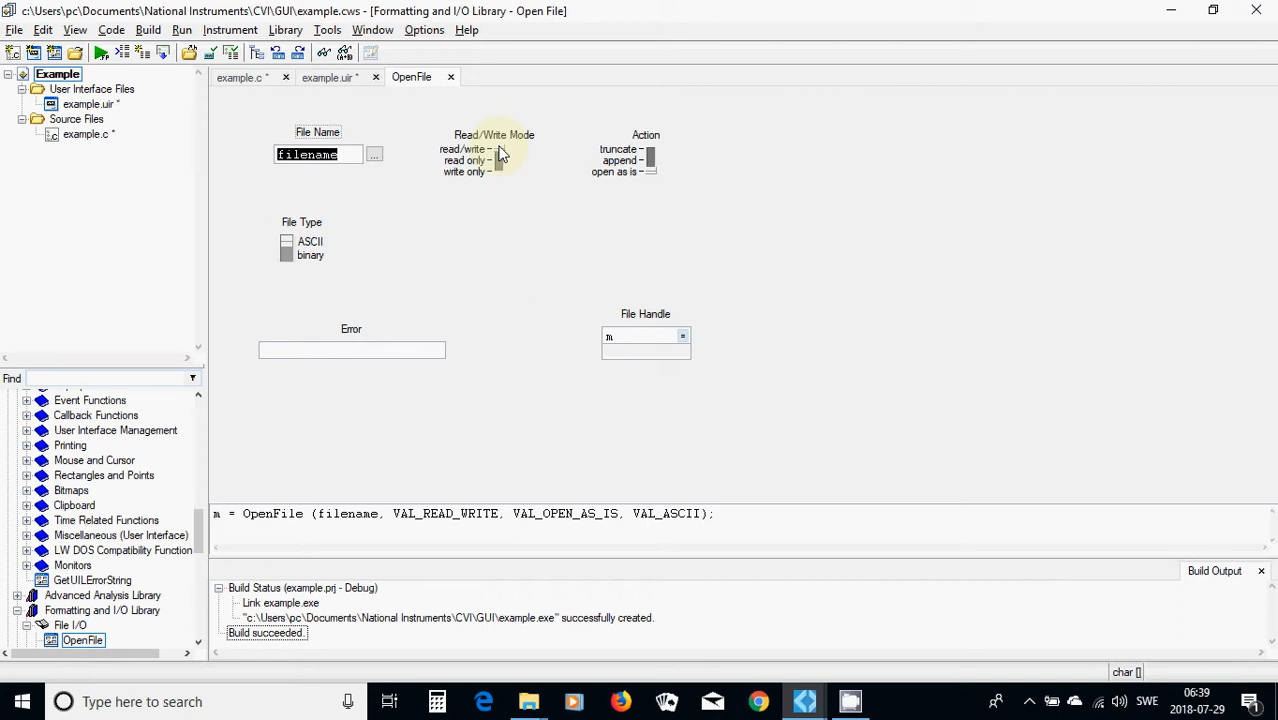 c:\Users\pc\Documents\National Instruments\CVI\GUI\example.cws - [Formatting and I/O Library - Open File]
File Edit View Code Build Run Instrument Library Tools Window Options Help
Example
User Interface Files
example.uir *
Source Files
example.c *
example.c *
example.uir *
OpenFile
File Name
filename
...
Read/Write Mode
read/write
read only
write only
Action
truncate
append
open as is
File Type
ASCII
binary
Error
File Handle
m
Find
Event Functions
Callback Functions
User Interface Management
Printing
Mouse and Cursor
Rectangles and Points
Bitmaps
Clipboard
Time Related Functions
Miscellaneous (User Interface)
LW DOS Compatibility Function
Monitors
GetUILErrorString
Advanced Analysis Library
Formatting and I/O Library
File I/O
OpenFile
m = OpenFile (filename, VAL_READ_WRITE, VAL_OPEN_AS_IS, VAL_ASCII);
Build Output
Build Status (example.prj - Debug)
Link example.exe
"c:\Users\pc\Documents\National Instruments\CVI\GUI\example.exe" successfully created.
Build succeeded.
char []
Type here to search
SWE
06:39
2018-07-29